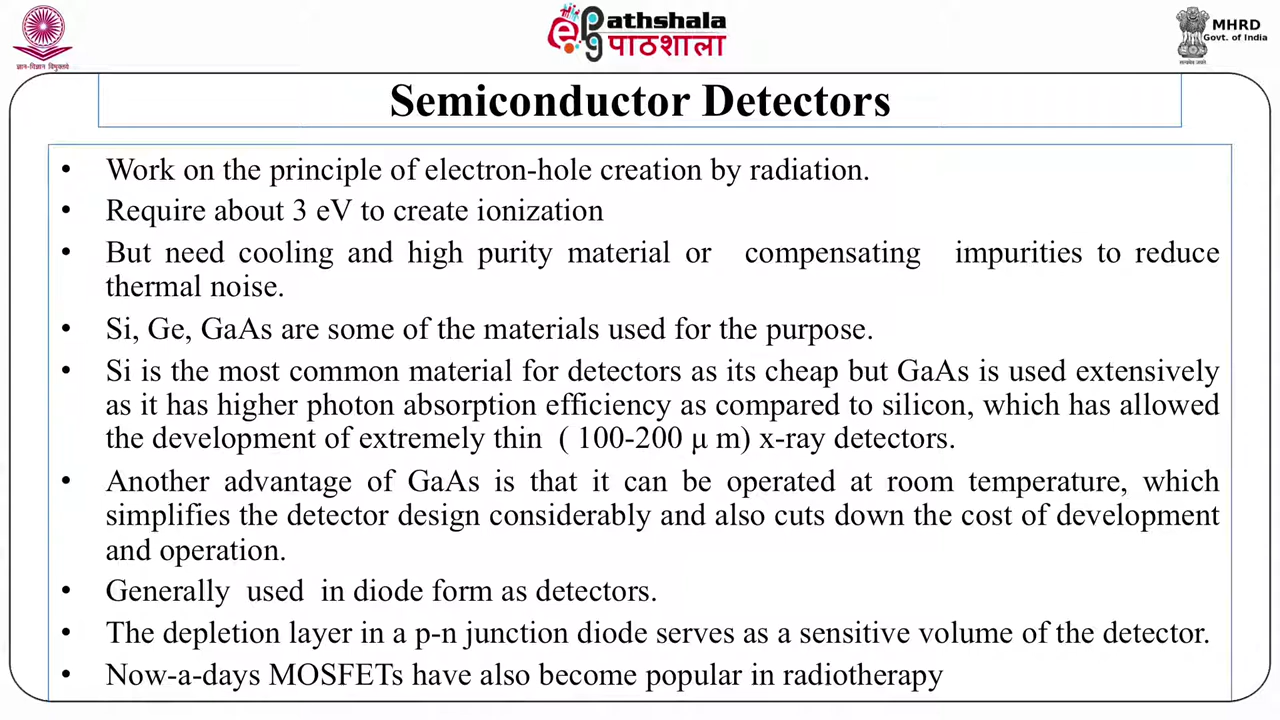 ज्ञान-विज्ञान विमुक्तये
ePathshala
पाठशाला
MHRD
Govt. of India
सत्यमेव जयते
Semiconductor Detectors
• Work on the principle of electron-hole creation by radiation.
• Require about 3 eV to create ionization
• But need cooling and high purity material or compensating impurities to reduce
thermal noise.
• Si, Ge, GaAs are some of the materials used for the purpose.
• Si is the most common material for detectors as its cheap but GaAs is used extensively
as it has higher photon absorption efficiency as compared to silicon, which has allowed
the development of extremely thin ( 100-200 μ m) x-ray detectors.
• Another advantage of GaAs is that it can be operated at room temperature, which
simplifies the detector design considerably and also cuts down the cost of development
and operation.
• Generally used in diode form as detectors.
• The depletion layer in a p-n junction diode serves as a sensitive volume of the detector.
• Now-a-days MOSFETs have also become popular in radiotherapy